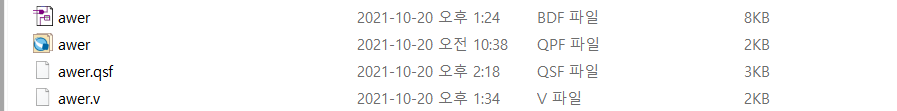 awer 2021-10-20 오후 1:24 BDF 파일 8KB
awer 2021-10-20 오전 10:38 QPF 파일 2KB
awer.qsf 2021-10-20 오후 2:18 QSF 파일 3KB
awer.v 2021-10-20 오후 1:34 V 파일 2KB